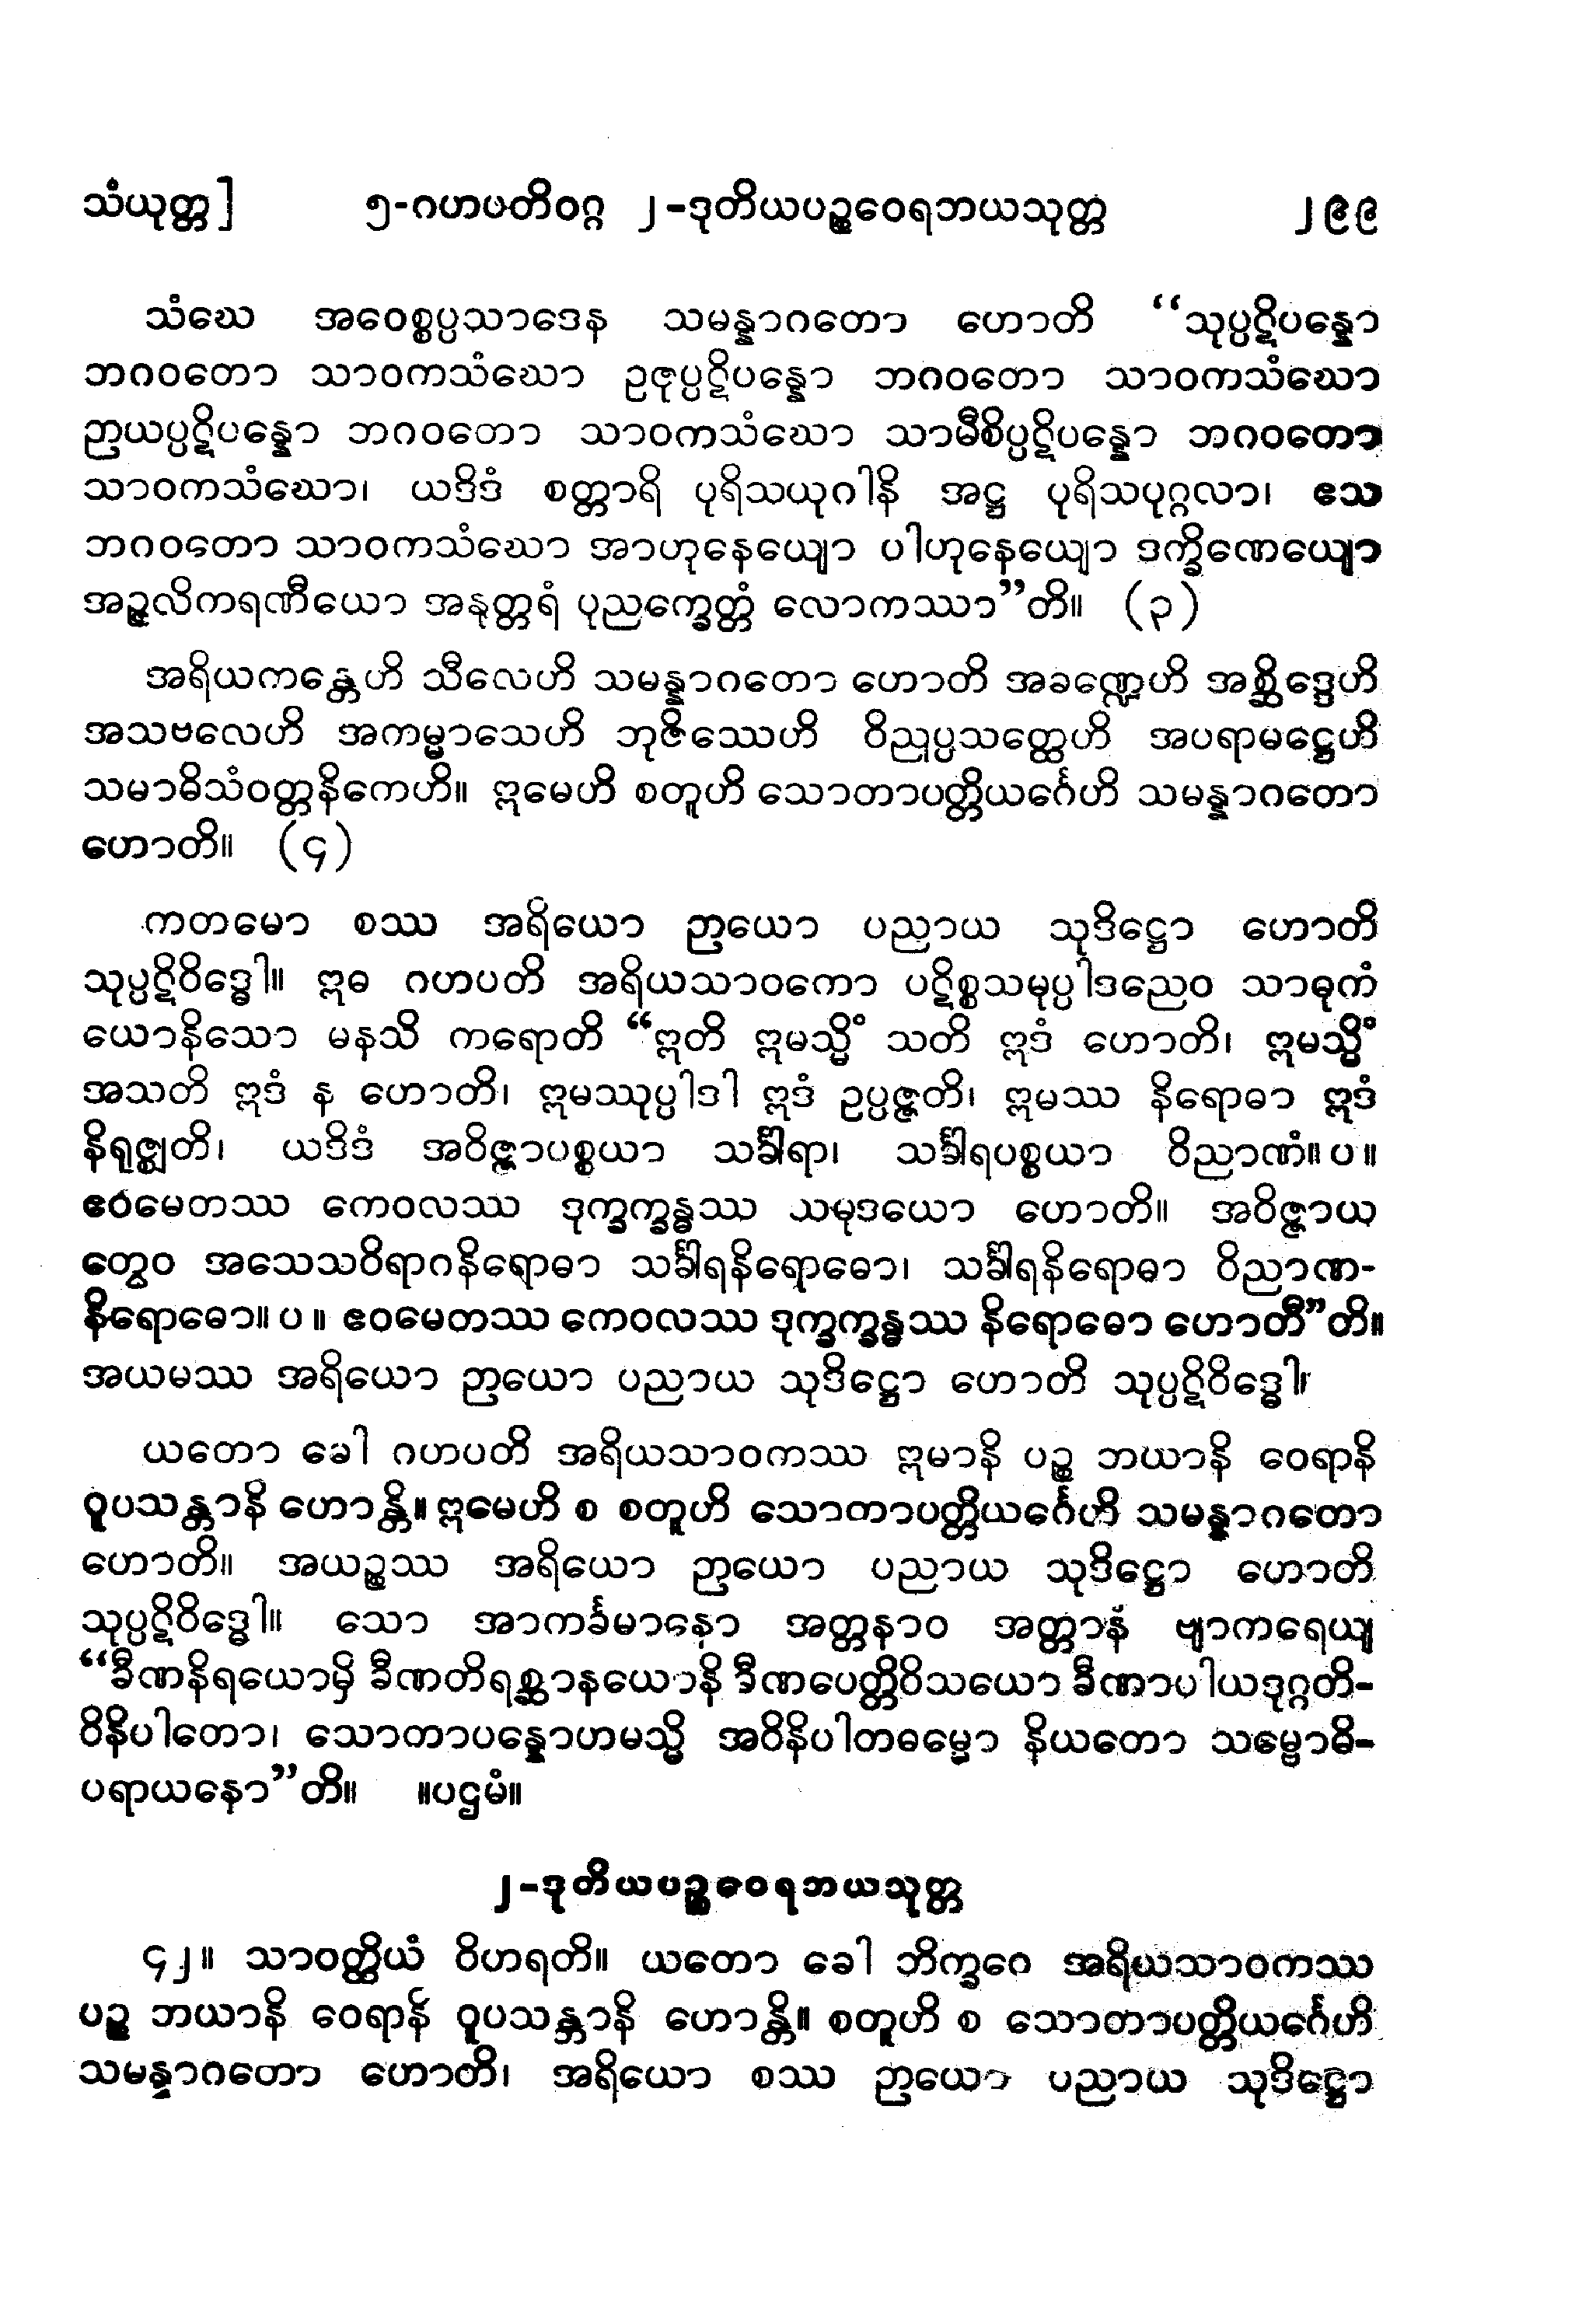 သံယုတ္တ] ၅-ဂဟပတိဝဂ္ဂ ၂-ဒုတိယပဉ္စဝေရဘယသုတ္တ ၂၉၉
သံဃေ အဝေစ္စပ္ပသာဒေန သမန္နာဂတော ဟောတိ “သုပ္ပဋိပန္နော
ဘဂဝတော သာဝကသံဃော ဥဇုပ္ပဋိပန္နော ဘဂဝတော သာဝကသံဃော
ဉာယပ္ပဋိပန္နော ဘဂဝတော သာဝကသံဃော သာမီစိပ္ပဋိပန္နော ဘဂဝတော
သာဝကသံဃော၊ ယဒိဒံ စတ္တာရိ ပုရိသယုဂါနိ အဋ္ဌ ပုရိသပုဂ္ဂလာ၊ ဧသ
ဘဂဝတော သာဝကသံဃော အာဟုနေယျော ပါဟုနေယျော ဒက္ခိဏေယျော
အဉ္ဇလိကရဏီယော အနုတ္တရံ ပုညက္ခေတ္တံ လောကဿာ”တိ။ (၃)
အရိယကန္တေဟိ သီလေဟိ သမန္နာဂတော ဟောတိ အခဏ္ဍေဟိ အစ္ဆိဒ္ဒေဟိ
အသဗလေဟိ အကမ္မာသေဟိ ဘုဇိဿေဟိ ဝိညုပ္ပသတ္ထေဟိ အပရာမဋ္ဌေဟိ
သမာဓိသံဝတ္တနိကေဟိ။ ဣမေဟိ စတူဟိ သောတာပတ္တိယင်္ဂေဟိ သမန္နာဂတော
ဟောတိ။ (၄)
ကတမော စဿ အရိယော ဉာယော ပညာယ သုဒိဋ္ဌော ဟောတိ
သုပ္ပဋိဝိဒ္ဓေါ။ ဣဓ ဂဟပတိ အရိယသာဝကော ပဋိစ္စသမုပ္ပါဒညေဝ သာဓုကံ
ယောနိသော မနသိ ကရောတိ “ဣတိ ဣမသ္မိံ သတိ ဣဒံ ဟောတိ၊ ဣမသ္မိံ
အသတိ ဣဒံ န ဟောတိ၊ ဣမဿုပ္ပါဒါ ဣဒံ ဥပ္ပဇ္ဇတိ၊ ဣမဿ နိရောဓာ ဣဒံ
နိရုဇ္ဈတိ၊ ယဒိဒံ အဝိဇ္ဇာပစ္စယာ သင်္ခါရာ၊ သင်္ခါရပစ္စယာ ဝိညာဏံ။ပ။
ဧဝမေတဿ ကေဝလဿ ဒုက္ခက္ခန္ဓဿ သမုဒယော ဟောတိ။ အဝိဇ္ဇာယ
တွေဝ အသေသဝိရာဂနိရောဓာ သင်္ခါရနိရောဓော၊ သင်္ခါရနိရောဓာ ဝိညာဏ-
နိရောဓော။ပ။ ဧဝမေတဿ ကေဝလဿ ဒုက္ခက္ခန္ဓဿ နိရောဓော ဟောတီ”တိ။
အယမဿ အရိယော ဉာယော ပညာယ သုဒိဋ္ဌော ဟောတိ သုပ္ပဋိဝိဒ္ဓေါ။
ယတော ခေါ ဂဟပတိ အရိယသာဝကဿ ဣမာနိ ပဉ္စ ဘယာနိ ဝေရာနိ
ဝူပသန္တာနိ ဟောန္တိ။ ဣမေဟိ စ စတူဟိ သောတာပတ္တိယင်္ဂေဟိ သမန္နာဂတော
ဟောတိ။ အယဉ္စဿ အရိယော ဉာယော ပညာယ သုဒိဋ္ဌော ဟောတိ
သုပ္ပဋိဝိဒ္ဓေါ။ သော အာကင်္ခမာနော အတ္တနာဝ အတ္တာနံ ဗျာကရေယျ
“ခီဏနိရယောမှိ ခီဏတိရစ္ဆာနယောနိ ခီဏပေတ္တိဝိသယော ခီဏာပါယဒုဂ္ဂတိ-
ဝိနိပါတော၊ သောတာပန္နောဟမသ္မိ အဝိနိပါတဓမ္မော နိယတော သမ္ဗောဓိ-
ပရာယနော”တိ။ ။ပဌမံ။
၂-ဒုတိယပဉ္စဝေရဘယသုတ္တ
၄၂။ သာဝတ္ထိယံ ဝိဟရတိ။ ယတော ခေါ ဘိက္ခဝေ အရိယသာဝကဿ
ပဉ္စ ဘယာနိ ဝေရာနိ ဝူပသန္တာနိ ဟောန္တိ။ စတူဟိ စ သောတာပတ္တိယင်္ဂေဟိ
သမန္နာဂတော ဟောတိ၊ အရိယော စဿ ဉာယော ပညာယ သုဒိဋ္ဌော